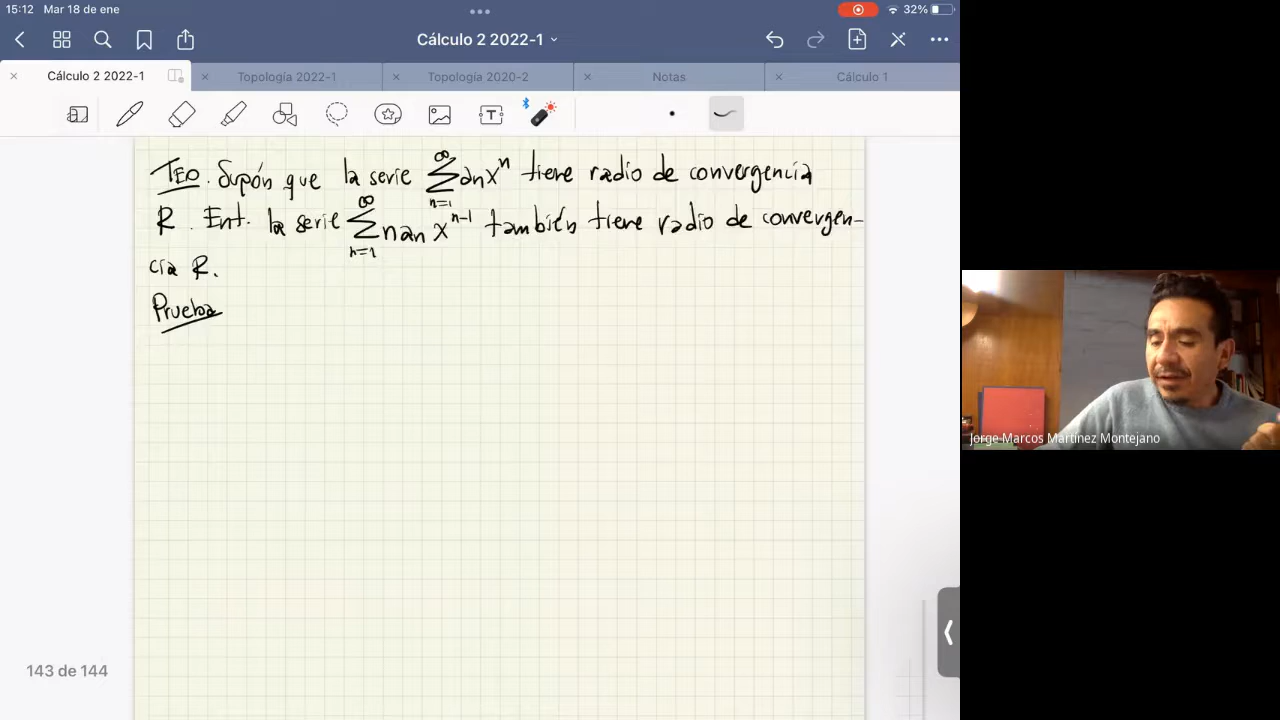 15:12 Mar 18 de ene 32%
Cálculo 2 2022-1
Cálculo 2 2022-1 Topología 2022-1 Topología 2020-2 Notas Cálculo 1
TEO. Supón que la serie ∑_{n=1}^{∞} anx^n tiene radio de convergencia
R. Ent. la serie ∑_{n=1}^{∞} nan x^{n-1} también tiene radio de convergen-
cia R.
Prueba
Jorge Marcos Martínez Montejano
143 de 144